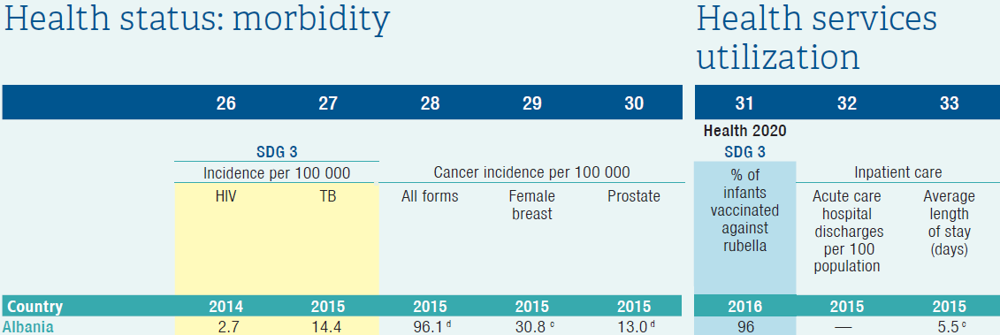 Health status: morbidity
Health services
utilization
26 27 28 29 30 31 32 33
Health 2020
SDG 3 SDG 3
Incidence per 100 000 Cancer incidence per 100 000 % of infants vaccinated against rubella Inpatient care
HIV TB All forms Female breast Prostate Acute care hospital discharges per 100 population Average length of stay (days)
Country 2014 2015 2015 2015 2015 2016 2015 2015
Albania 2.7 14.4 96.1 d 30.8 c 13.0 d 96 — 5.5 c